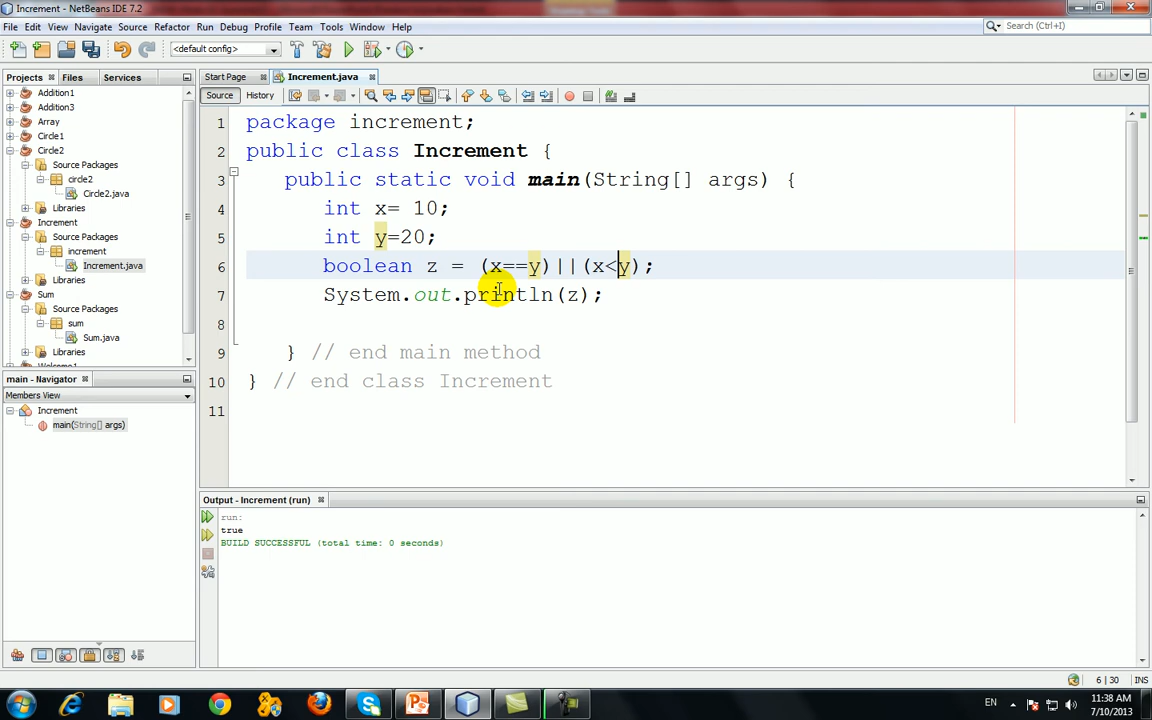 Increment - NetBeans IDE 7.2
File Edit View Navigate Source Refactor Run Debug Profile Team Tools Window Help
Search (Ctrl+I)
<default config>
Projects Files Services
Start Page Increment.java
Source History
Addition1
Addition3
Array
Circle1
Circle2
Source Packages
circle2
Circle2.java
Libraries
Increment
Source Packages
increment
Increment.java
Libraries
Sum
Source Packages
sum
Sum.java
Libraries
1 package increment;
2 public class Increment {
3 public static void main(String[] args) {
4 int x= 10;
5 int y=20;
6 boolean z = (x==y)||(x<y);
7 System.out.println(z);
8
9 } // end main method
10 } // end class Increment
11
main - Navigator
Members View
Increment
main(String[] args)
Output - Increment (run)
run:
true
BUILD SUCCESSFUL (total time: 0 seconds)
6 | 30 INS
EN
11:38 AM
7/10/2013